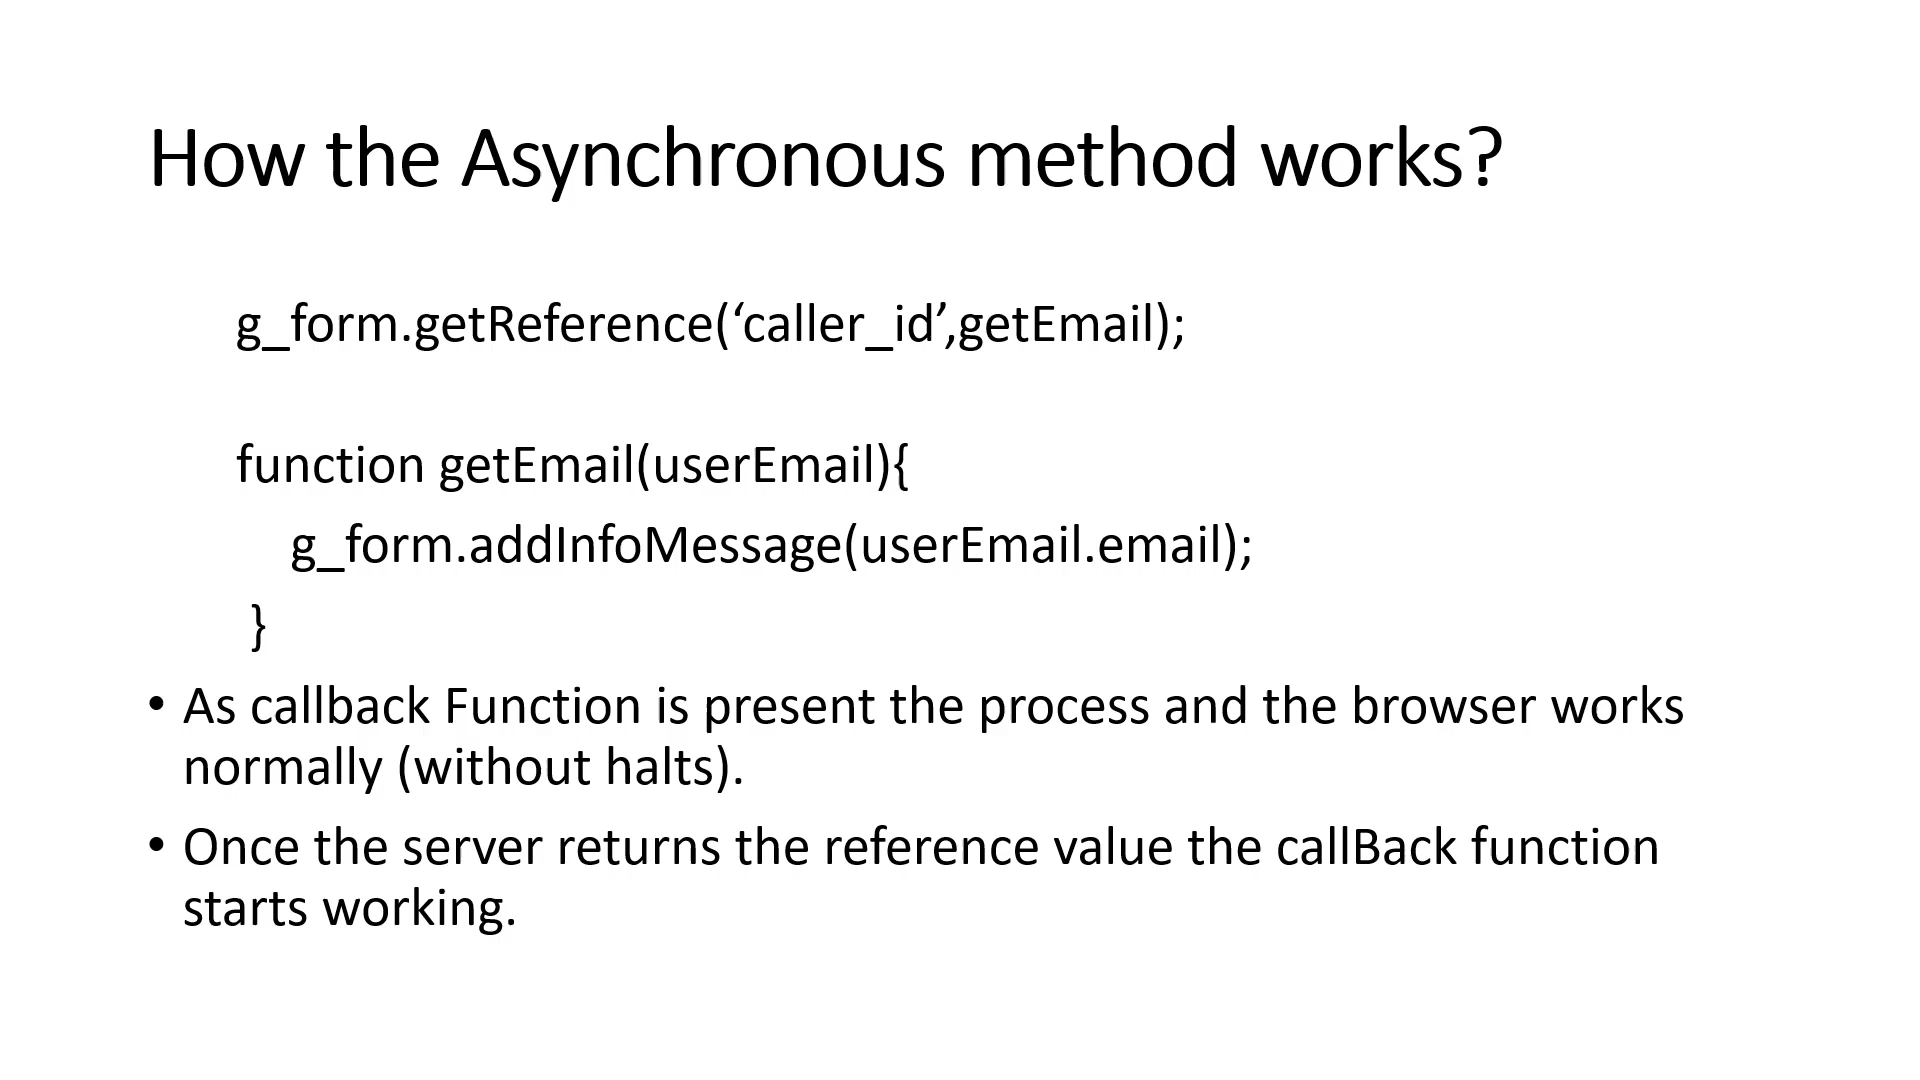 How the Asynchronous method works?
g_form.getReference(‘caller_id’,getEmail);
function getEmail(userEmail){
g_form.addInfoMessage(userEmail.email);
}
• As callback Function is present the process and the browser works
normally (without halts).
• Once the server returns the reference value the callBack function
starts working.